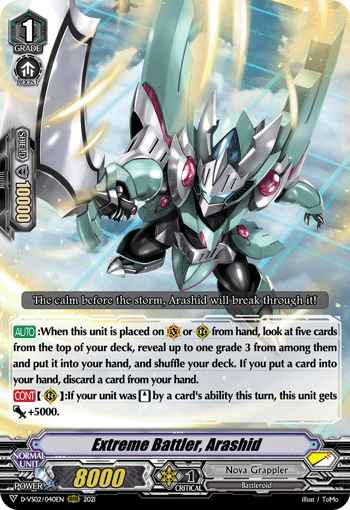 1
GRADE
BOOST
SHIELD
10000
The calm before the storm, Arashid will break through it!
AUTO :When this unit is placed on or from hand, look at five cards
from the top of your deck, reveal up to one grade 3 from among them
and put it into your hand, and shuffle your deck. If you put a card into
your hand, discard a card from your hand.
CONT [ ]:If your unit was [ ] by a card's ability this turn, this unit gets
+5000.
Extreme Battler, Arashid
NORMAL
UNIT
POWER 8000 1 CRITICAL
Nova Grappler
Battleroid
V D-VS02/040EN RRR 2021
Illust / ToMo